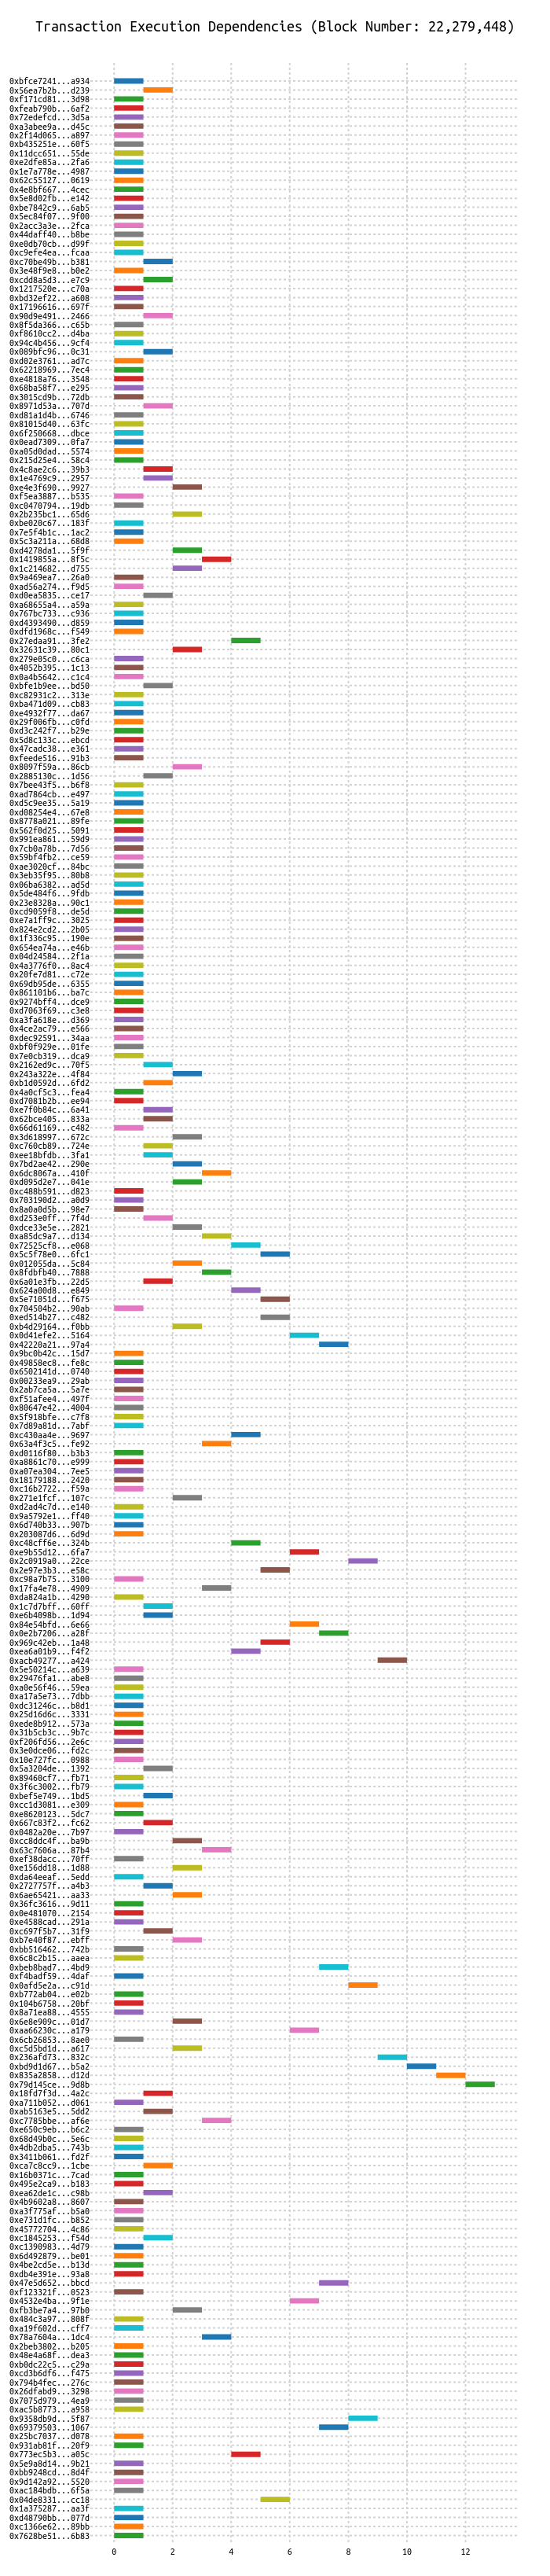 Transaction Execution Dependencies (Block Number: 22,279,448)
0xbfce7241...a934
0x56ea7b2b...d239
0xf171cd81...3d98
0xfeab790b...6af2
0x72edefcd...3d5a
0xa3abee9a...d45c
0x2f14d065...a897
0xb435251e...60f5
0x11dcc651...55de
0xe2dfe85a...2fa6
0x1e7a778e...4987
0x62c55127...0619
0x4e8bf667...4cec
0x5e8d02fb...e142
0xbe7842c9...6ab5
0x5ec84f07...9f00
0x2acc3a3e...2fca
0x44daff40...b8be
0xe0db70cb...d99f
0xc9efe4ea...fcaa
0xc70be49b...b381
0x3e48f9e8...b0e2
0xcdd8a5d3...e7c9
0x1217520e...c70a
0xbd32ef22...a608
0x17196616...697f
0x90d9e491...2466
0x8f5da366...c65b
0xf8610cc2...d4ba
0x94c4b456...9cf4
0x089bfc96...0c31
0xd02e3761...ad7c
0x62218969...7ec4
0xe4818a76...3548
0x68ba58f7...e295
0x3015cd9b...72db
0x8971d53a...707d
0xd81a1d4b...6746
0x81015d40...63fc
0x6f250668...dbce
0x0ead7309...0fa7
0xa05d0dad...5574
0x215d25e4...58c4
0x4c8ae2c6...39b3
0x1e4769c9...2957
0xe4e3f690...9927
0xf5ea3887...b535
0xc0470794...19db
0x2b235bc1...65d6
0xbe020c67...183f
0x7e5f4b1c...1ac2
0x5c3a211a...68d8
0xd4278da1...5f9f
0x1419855a...8f5c
0x1c214682...d755
0x9a469ea7...26a0
0xad56a274...f9d5
0xd0ea5835...ce17
0xa68655a4...a59a
0x767bc733...c936
0xd4393490...d859
0xdfd1968c...f549
0x27edaa91...3fe2
0x32631c39...80c1
0x279e05c0...c6ca
0x4052b395...1c13
0x0a4b5642...c1c4
0xbfe1b9ee...bd50
0xc82931c2...313e
0xba471d09...cb83
0xe4932f77...da67
0x29f006fb...c0fd
0xd3c242f7...b29e
0x5d8c133c...ebcd
0x47cadc38...e361
0xfeede516...91b3
0x8097f59a...86cb
0x2885130c...1d56
0x7bee43f5...b6f8
0xad7864cb...e497
0xd5c9ee35...5a19
0xd08254e4...67e8
0x8778a021...89fe
0x562f0d25...5091
0x991ea861...59d9
0x7cb0a78b...7d56
0x59bf4fb2...ce59
0xae3020cf...84bc
0x3eb35f95...80b8
0x06ba6382...ad5d
0x5de484f6...9fdb
0x23e8328a...90c1
0xcd9059f8...de5d
0xe7a1ff9c...3025
0x824e2cd2...2b05
0x1f336c95...190e
0x654ea74a...e46b
0x04d24584...2f1a
0x4a3776f0...8ac4
0x20fe7d81...c72e
0x69db95de...6355
0x861101b6...ba7c
0x9274bff4...dce9
0xd7063f69...c3e8
0xa3fa618e...d369
0x4ce2ac79...e566
0xdec92591...34aa
0xbf0f929e...01fe
0x7e0cb319...dca9
0x2162ed9c...70f5
0x243a322e...4f84
0xb1d0592d...6fd2
0x4a0cf5c3...fea4
0xd7081b2b...ee94
0xe7f0b84c...6a41
0x62bce405...833a
0x66d61169...c482
0x3d618997...672c
0xc760cb89...724e
0xee18bfdb...3fa1
0x7bd2ae42...290e
0x6dc8067a...410f
0xd095d2e7...041e
0xc488b591...d823
0x703190d2...a0d9
0x8a0a0d5b...98e7
0xd253e0ff...7f4d
0xdce33e5e...2821
0xa85dc9a7...d134
0x72525cf8...e068
0x5c5f78e0...6fc1
0x012055da...5c84
0x8fdbfb40...7888
0x6a01e3fb...22d5
0x624a00d8...e849
0x5e71051d...f675
0x704504b2...90ab
0xed514b27...c482
0xb4d29164...f0bb
0x0d41efe2...5164
0x42220a21...97a4
0x9bc0b42c...15d7
0x49858ec8...fe8c
0x6502141d...0740
0x00233ea9...29ab
0x2ab7ca5a...5a7e
0xf51afee4...497f
0x80647e42...4004
0x5f918bfe...c7f8
0x7d89a81d...7abf
0xc430aa4e...9697
0x63a4f3c5...fe92
0xd0116f80...b3b3
0xa8861c70...e999
0xa07ea304...7ee5
0x18179188...2420
0xc16b2722...f59a
0x271e1fcf...107c
0xd2ad4c7d...e140
0x9a5792e1...ff40
0x6d740b33...907b
0x203087d6...6d9d
0xc48cff6e...324b
0xe9b55d12...6fa7
0x2c0919a0...22ce
0x2e97e3b3...e58c
0xc98a7b75...3100
0x17fa4e78...4909
0xda824a1b...4290
0x1c7d7bff...60ff
0xe6b4098b...1d94
0x84e54bfd...6e66
0x0e2b7206...a28f
0x969c42eb...1a48
0xea6a01b9...f4f2
0xacb49277...a424
0x5e50214c...a639
0x29476fa1...abe8
0xa0e56f46...59ea
0xa17a5e73...7dbb
0xdc31246c...b8d1
0x25d16d6c...3331
0xede8b912...573a
0x31b5cb3c...9b7c
0xf206fd56...2e6c
0x3e0dce06...fd2c
0x10e727fc...0988
0x5a3204de...1392
0x89460cf7...fb71
0x3f6c3002...fb79
0xbef5e749...1bd5
0xcc1d3081...e309
0xe8620123...5dc7
0x667c83f2...fc62
0x0482a20e...7b97
0xcc8ddc4f...ba9b
0x63c7606a...87b4
0xef38dacc...70ff
0xe156dd18...1d88
0xda64eeaf...5edd
0x2727757f...a4b3
0x6ae65421...aa33
0x36fc3616...9d11
0x0e481070...2154
0xe4588cad...291a
0xc697f5b7...31f9
0xb7e40f87...ebff
0xbb516462...742b
0x6c8c2b15...aaea
0xbeb8bad7...4bd9
0xf4badf59...4daf
0x0afd5e2a...c91d
0xb772ab04...e02b
0x104b6758...20bf
0x8a71ea88...4555
0x6e8e909c...01d7
0xaa66230c...a179
0x6cb26853...8ae0
0xc5d5bd1d...a617
0x236afd73...832c
0xbd9d1d67...b5a2
0x835a2858...d12d
0x79d145ce...9d8b
0x18fd7f3d...4a2c
0xa711b052...d061
0xab5163e5...5dd2
0xc7785bbe...af6e
0xe650c9eb...b6c2
0x68d49b0c...5e6c
0x4db2dba5...743b
0x3411b061...fd2f
0xca7c8cc9...1cbe
0x16b0371c...7cad
0x495e2ca9...b183
0xea62de1c...c98b
0x4b9602a8...8607
0xa3f775af...b5a0
0xe731d1fc...b852
0x45772704...4c86
0xc1845253...f54d
0xc1390983...4d79
0x6d492879...be01
0x4be2cd5e...b13d
0xdb4e391e...93a8
0x47e5d652...bbcd
0xf123321f...0523
0x4532e4ba...9f1e
0xfb3be7a4...97b0
0x484c3a97...808f
0xa19f602d...cff7
0x78a7604a...1dc4
0x2beb3802...b205
0x48e4a68f...dea3
0xb0dc22c5...c29a
0xcd3b6df6...f475
0x794b4fec...276c
0x26dfabd9...3298
0x7075d979...4ea9
0xac5b8773...a958
0x9358db9d...5f87
0x69379503...1067
0x25bc7037...d078
0x931ab81f...20f9
0x773ec5b3...a05c
0x5e9a8d14...9b21
0xbb9248cd...8d4f
0x9d142a92...5520
0xac184bdb...6f5a
0x04de8331...cc18
0x1a375287...aa3f
0xd48790bb...077d
0xc1366e62...89bb
0x7628be51...6b83
0 2 4 6 8 10 12